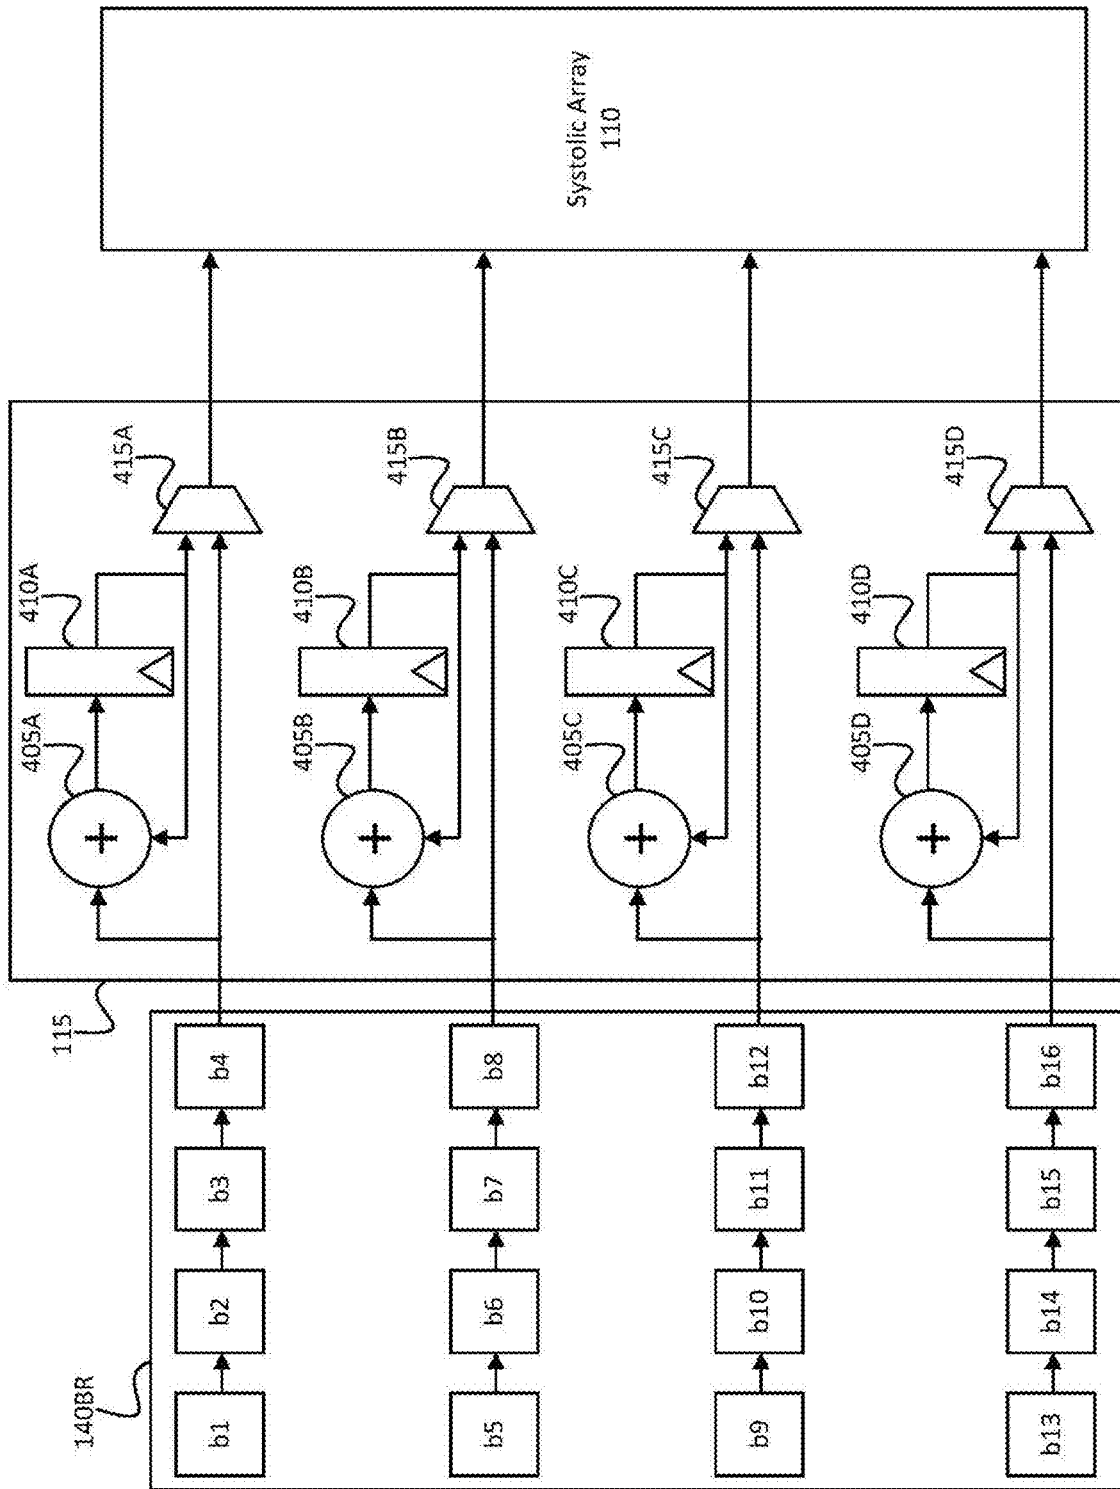 140BR
b1
b2
b3
b4
b5
b6
b7
b8
b9
b10
b11
b12
b13
b14
b15
b16
115
405A
410A
415A
+
405B
410B
415B
+
405C
410C
415C
+
405D
410D
415D
+
Systolic Array
110